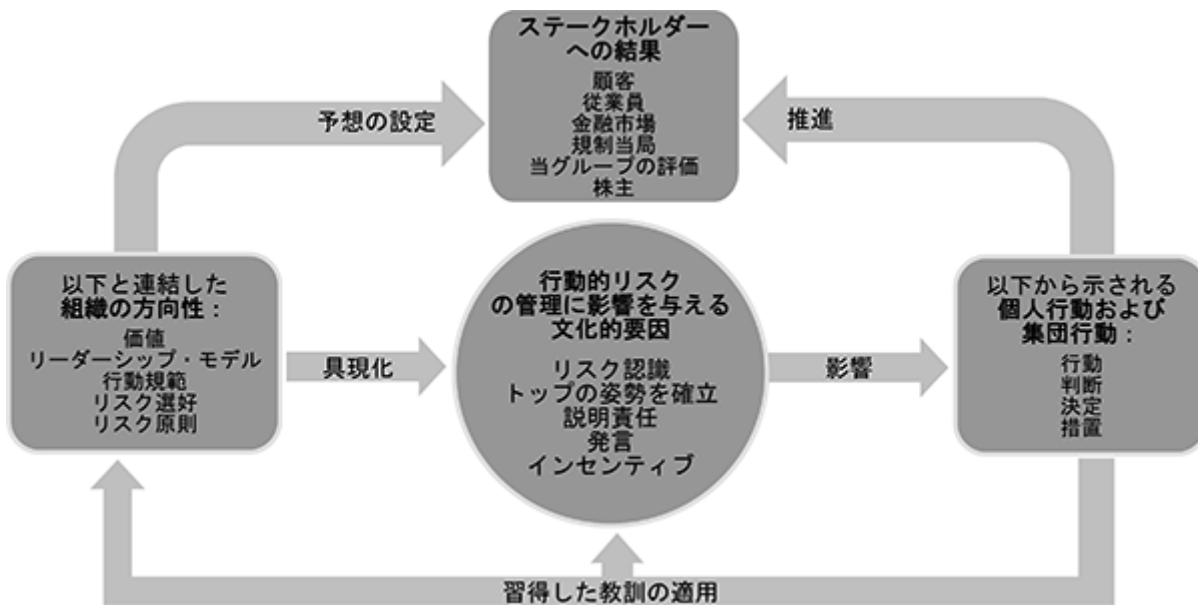 ステークホルダー
への結果
顧客
従業員
金融市場
規制当局
当グループの評価
株主
予想の設定
推進
以下と連結した
組織の方向性：
価値
リーダーシップ・モデル
行動規範
リスク選好
リスク原則
具現化
行動的リスク
の管理に影響を与える
文化的要因
リスク認識
トップの姿勢を確立
説明責任
発言
インセンティブ
影響
以下から示される
個人行動および
集団行動：
行動
判断
決定
措置
習得した教訓の適用